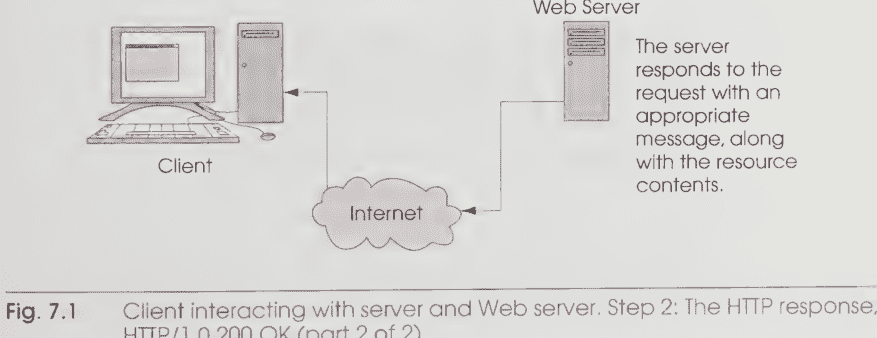 Web Server
The server
responds to the
request with an
appropriate
message, along
with the resource
contents.
Client
Internet
Fig. 7.1 Client interacting with server and Web server. Step 2: The HTTP response,
HTTP/1.0 200 OK (part 2 of 2)